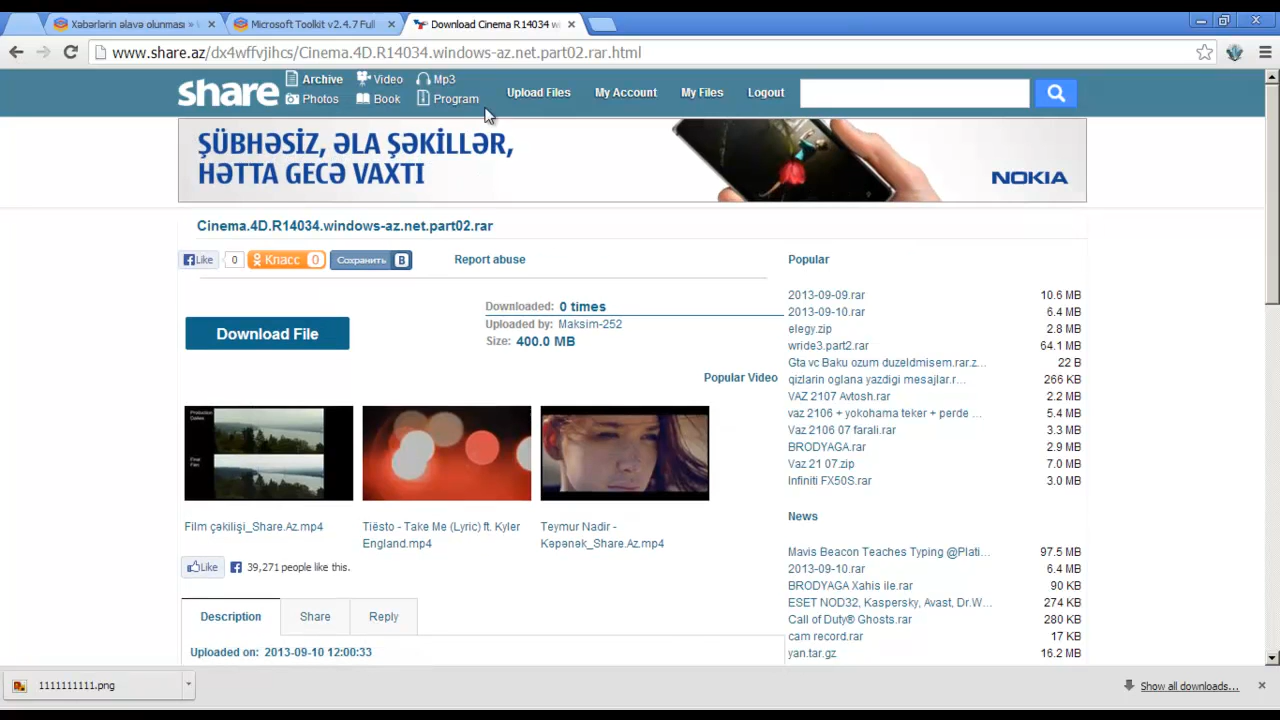 Xəbərlərin əlavə olunması » W
Microsoft Toolkit v2.4.7 Full
Download Cinema R14034 w
www.share.az/dx4wffvjihcs/Cinema.4D.R14034.windows-az.net.part02.rar.html
share
Archive Video Mp3
Photos Book Program
Upload Files My Account My Files Logout
ŞÜBHƏSİZ, ƏLA ŞƏKİLLƏR,
HƏTTA GECƏ VAXTI
NOKIA
Cinema.4D.R14034.windows-az.net.part02.rar
Like 0 Класс 0 Сохранить B
Report abuse
Downloaded: 0 times
Uploaded by: Maksim-252
Size: 400.0 MB
Download File
Popular Video
Production
Film çəkilişi_Share.Az.mp4
Tiësto - Take Me (Lyric) ft. Kyler
England.mp4
Teymur Nadir -
Kəpənək_Share.Az.mp4
Like 39,271 people like this.
Description Share Reply
Uploaded on: 2013-09-10 12:00:33
Popular
2013-09-09.rar 10.6 MB
2013-09-10.rar 6.4 MB
elegy.zip 2.8 MB
wride3.part2.rar 64.1 MB
Gta vc Baku ozum duzeldmisem.rar.z... 22 B
qizlarin oglana yazdigi mesajlar.r... 266 KB
VAZ 2107 Avtosh.rar 2.2 MB
vaz 2106 + yokohama teker + perde ... 5.4 MB
Vaz 2106 07 farali.rar 3.3 MB
BRODYAGA.rar 2.9 MB
Vaz 21 07.zip 7.0 MB
Infiniti FX50S.rar 3.0 MB
News
Mavis Beacon Teaches Typing @Plati... 97.5 MB
2013-09-10.rar 6.4 MB
BRODYAGA Xahis ile.rar 90 KB
ESET NOD32, Kaspersky, Avast, Dr.W... 274 KB
Call of Duty® Ghosts.rar 280 KB
cam record.rar 17 KB
yan.tar.gz 16.2 MB
1111111111.png
Show all downloads...